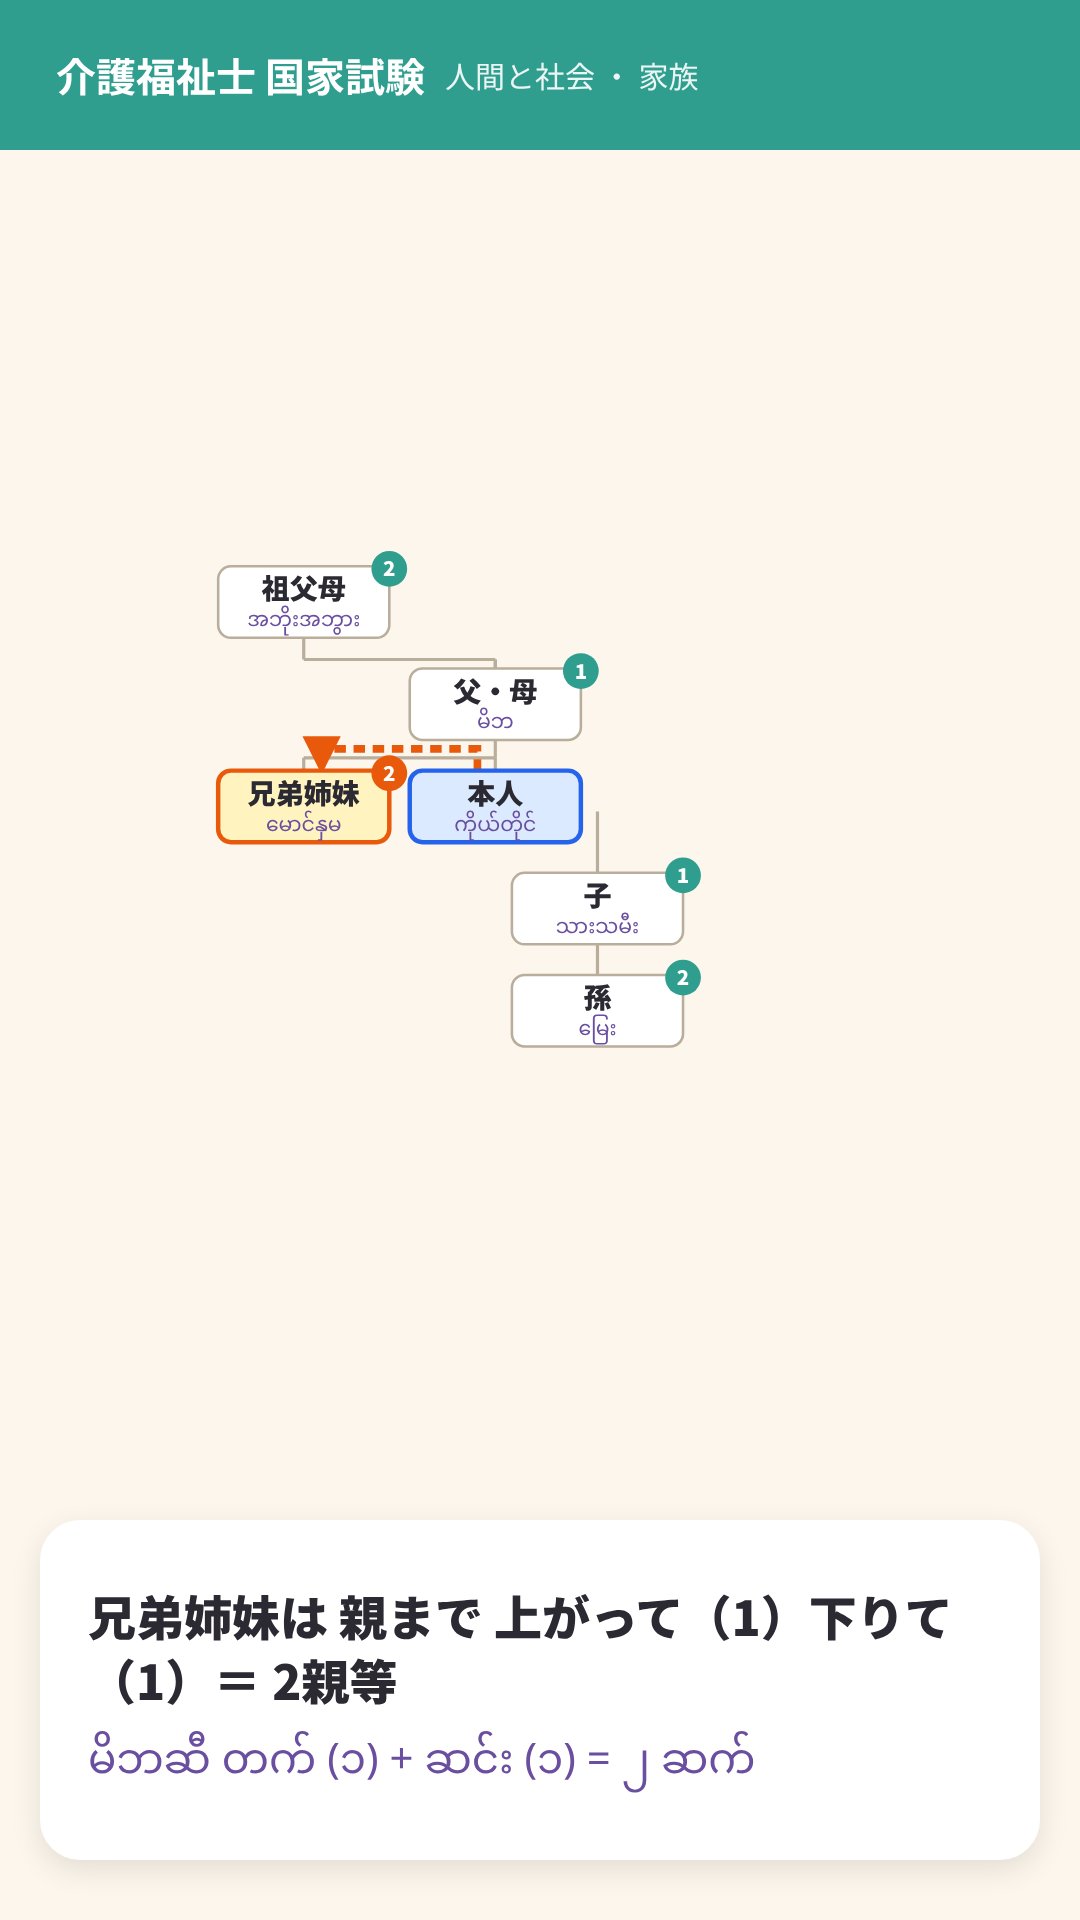 介護福祉士 国家試験 人間と社会 ・ 家族
2
祖父母
အဘိုးအဘွား
1
父・母
မိဘ
2
兄弟姉妹
မောင်နှမ
本人
ကိုယ်တိုင်
1
子
သားသမီး
2
孫
မြေး
兄弟姉妹は 親まで 上がって（1）下りて
（1）＝ 2親等
မိဘဆီ တက် (၁) + ဆင်း (၁) = ၂ ဆက်